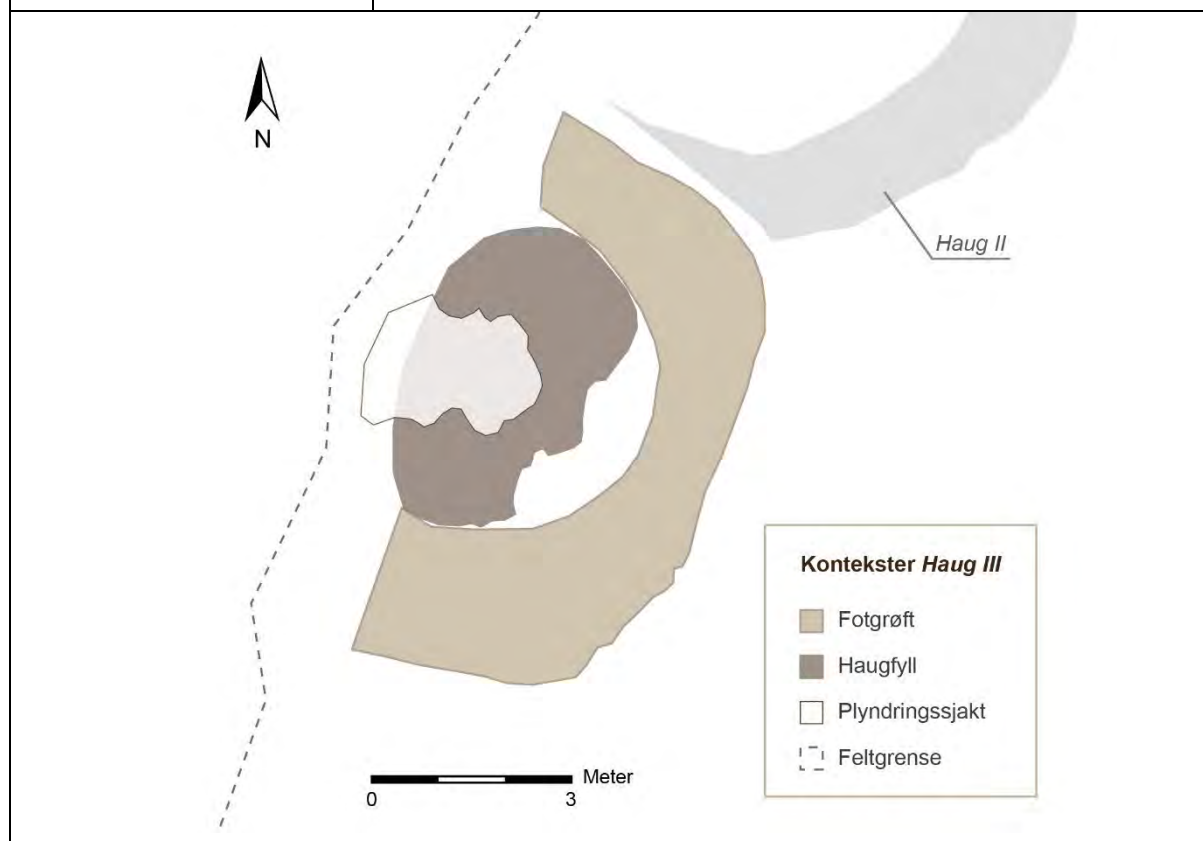 N
Haug II
Kontekster Haug III
Fotgrøft
Haugfyll
Plyndringssjakt
Feltgrense
Meter
0 3